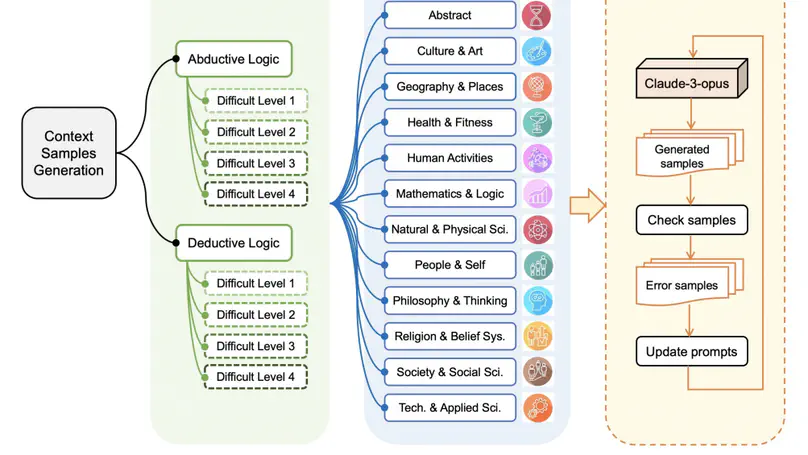 Context
Samples
Generation
Abductive Logic
Difficult Level 1
Difficult Level 2
Difficult Level 3
Difficult Level 4
Deductive Logic
Difficult Level 1
Difficult Level 2
Difficult Level 3
Difficult Level 4
Abstract
Culture & Art
Geography & Places
Health & Fitness
Human Activities
Mathematics & Logic
Natural & Physical Sci.
People & Self
Philosophy & Thinking
Religion & Belief Sys.
Society & Social Sci.
Tech. & Applied Sci.
Claude-3-opus
Generated
samples
Check samples
Error samples
Update prompts